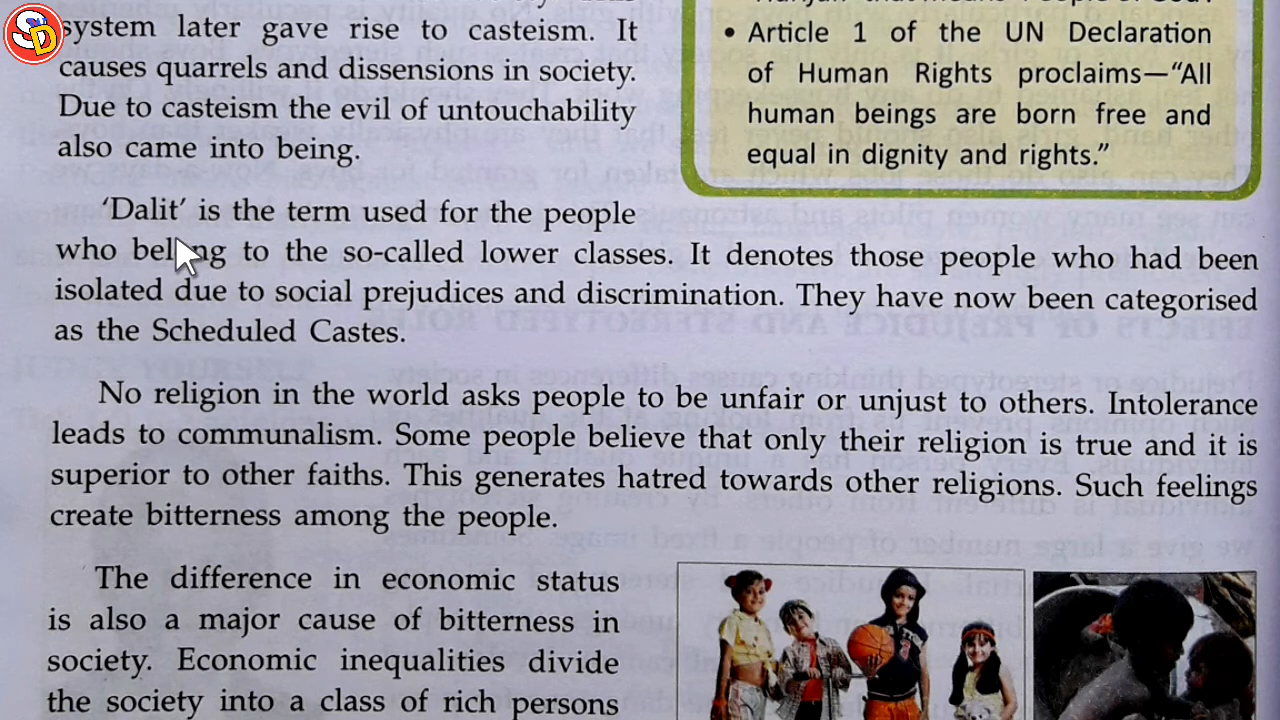 SD
system later gave rise to casteism. It
causes quarrels and dissensions in society.
Due to casteism the evil of untouchability
also came into being.
• Article 1 of the UN Declaration
of Human Rights proclaims—“All
human beings are born free and
equal in dignity and rights.”
‘Dalit’ is the term used for the people
who belong to the so-called lower classes. It denotes those people who had been
isolated due to social prejudices and discrimination. They have now been categorised
as the Scheduled Castes.
No religion in the world asks people to be unfair or unjust to others. Intolerance
leads to communalism. Some people believe that only their religion is true and it is
superior to other faiths. This generates hatred towards other religions. Such feelings
create bitterness among the people.
The difference in economic status
is also a major cause of bitterness in
society. Economic inequalities divide
the society into a class of rich persons